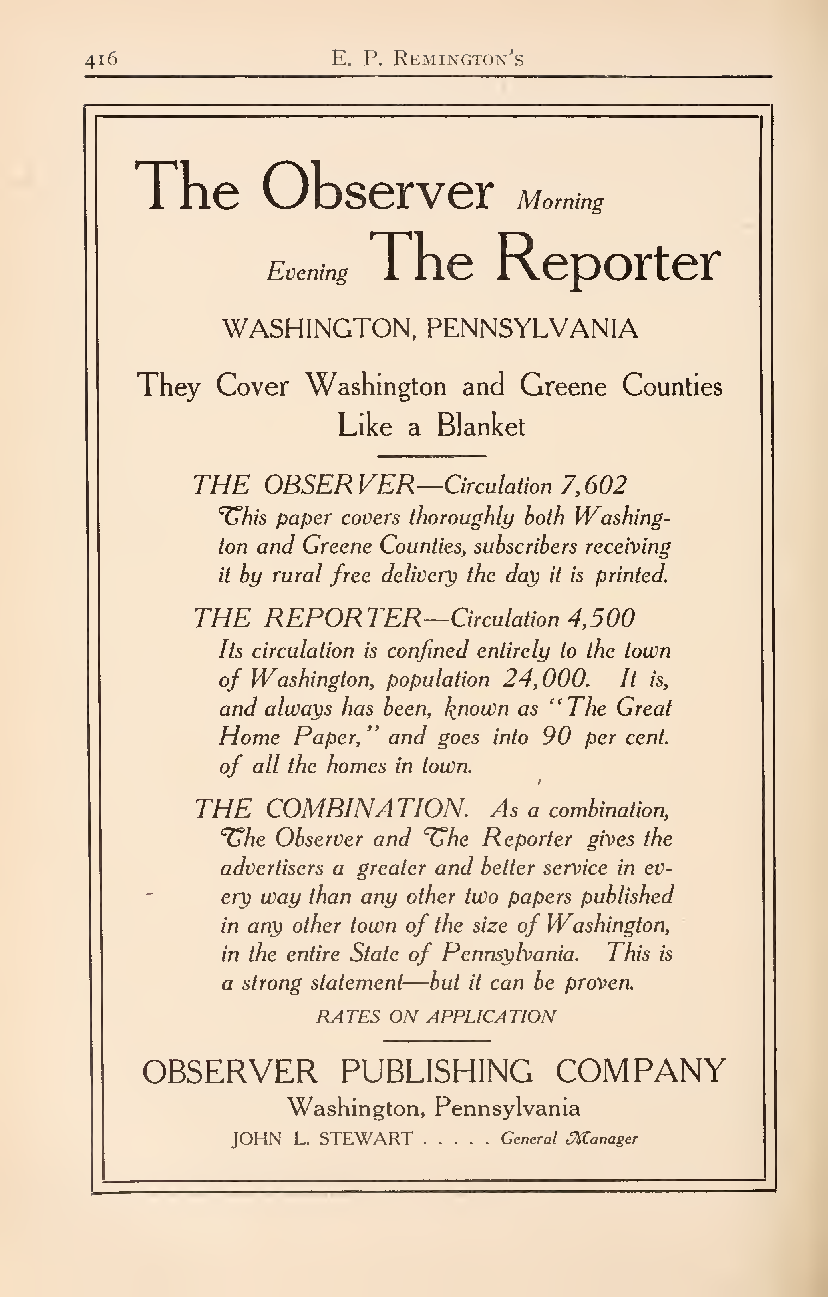 416 E. P. Remington's
The Observer Morning
Evening The Reporter
WASHINGTON, PENNSYLVANIA
They Cover Washington and Greene Counties
Like a Blanket
THE OBSERVER—Circulation 7,602
This paper covers thoroughly both Washing-
ton and Greene Counties, subscribers receiving
it by rural free delivery the day it is printed.
THE REPORTER—Circulation 4,500
Its circulation is confined entirely to the town
of Washington, population 24,000. It is,
and always has been, known as "The Great
Home Paper," and goes into 90 per cent.
of all the homes in town.
THE COMBINATION. As a combination,
The Observer and The Reporter gives the
advertisers a greater and better service in ev-
ery way than any other two papers published
in any other town of the size of Washington,
in the entire State of Pennsylvania. This is
a strong statement—but it can be proven.
RATES ON APPLICATION
OBSERVER PUBLISHING COMPANY
Washington, Pennsylvania
JOHN L. STEWART . . . . . General Manager